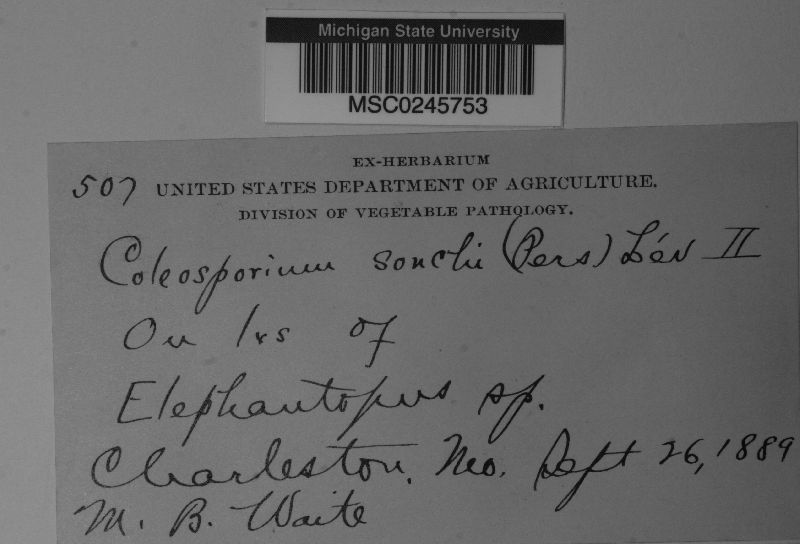 Michigan State University
MSC0245753
EX-HERBARIUM
507 UNITED STATES DEPARTMENT OF AGRICULTURE.
DIVISION OF VEGETABLE PATHOLOGY.
Coleosporium sonchi (Pers) Lév II
On lvs of
Elephantopus sp.
Charleston, Mo. Sept 26, 1889
M. B. Waite